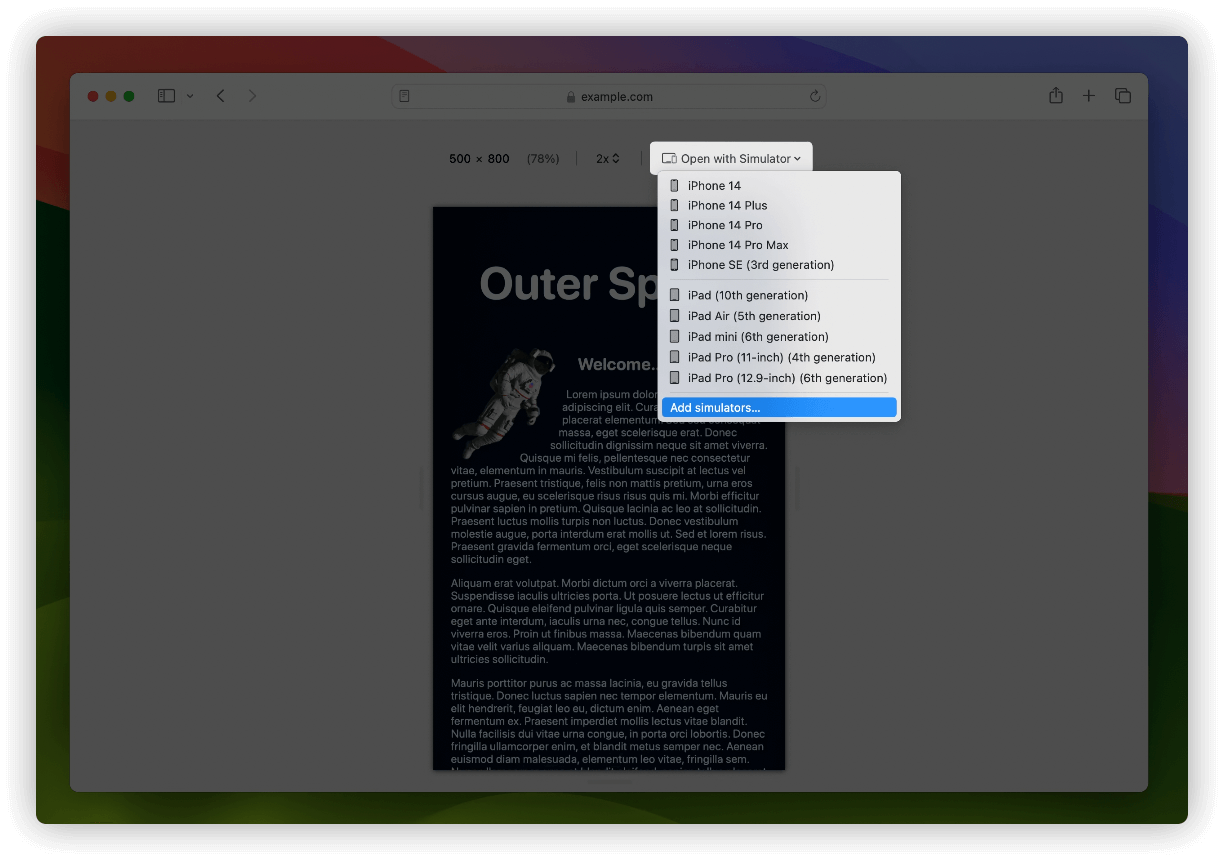 example.com
500 × 800 (78%) 2x Open with Simulator
iPhone 14
iPhone 14 Plus
iPhone 14 Pro
iPhone 14 Pro Max
iPhone SE (3rd generation)
iPad (10th generation)
iPad Air (5th generation)
iPad mini (6th generation)
iPad Pro (11-inch) (4th generation)
iPad Pro (12.9-inch) (6th generation)
Add simulators...
Outer Sp
Welcome..
Lorem ipsum dolor
adipiscing elit. Cura
placerat elementum.
massa, eget scelerisque erat. Donec
sollicitudin dignissim neque sit amet viverra.
Quisque mi felis, pellentesque nec consectetur
vitae, elementum in mauris. Vestibulum suscipit at lectus vel
pretium. Praesent tristique, felis non mattis pretium, urna eros
cursus augue, eu scelerisque risus risus quis mi. Morbi efficitur
pulvinar sapien in pretium. Quisque lacinia ac leo at sollicitudin.
Praesent luctus mollis turpis non luctus. Donec vestibulum
molestie augue, porta interdum erat mollis ut. Sed et lorem risus.
Praesent gravida fermentum orci, eget scelerisque neque
sollicitudin eget.
Aliquam erat volutpat. Morbi dictum orci a viverra placerat.
Suspendisse iaculis ultricies porta. Ut posuere lectus ut efficitur
ornare. Quisque eleifend pulvinar ligula quis semper. Curabitur
eget ante interdum, iaculis urna nec, congue tellus. Nunc id
viverra eros. Proin ut finibus massa. Maecenas bibendum quam
vitae velit varius aliquam. Maecenas bibendum turpis sit amet
ultricies sollicitudin.
Mauris porttitor purus ac massa lacinia, eu gravida tellus
tristique. Donec luctus sapien nec tempor elementum. Mauris eu
elit hendrerit, feugiat leo eu, dictum enim. Aenean eget
fermentum ex. Praesent imperdiet mollis lectus vitae blandit.
Nulla facilisis dui vitae urna congue, in porta orci lobortis. Donec
fringilla ullamcorper enim, et blandit metus semper nec. Aenean
euismod diam malesuada, elementum leo vitae, fringilla sem.